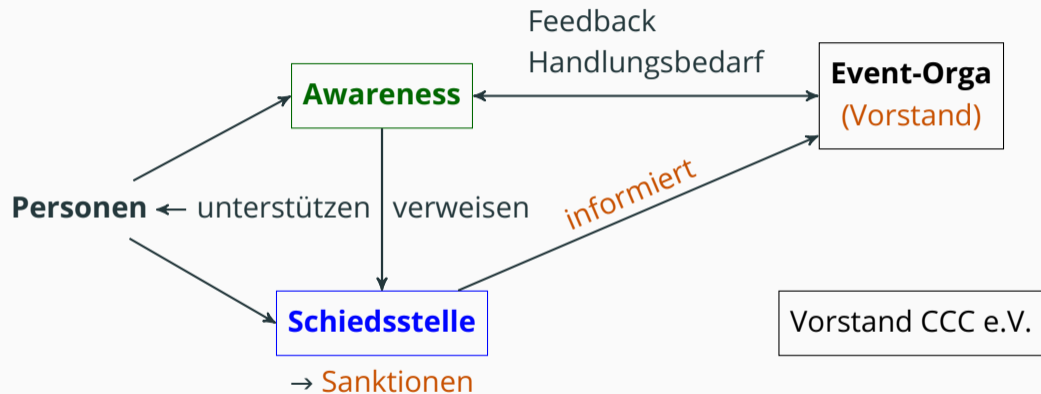 Feedback
Handlungsbedarf
Awareness
Event-Orga
(Vorstand)
Personen ← unterstützen
verweisen
informiert
Schiedsstelle
Vorstand CCC e.V.
→ Sanktionen